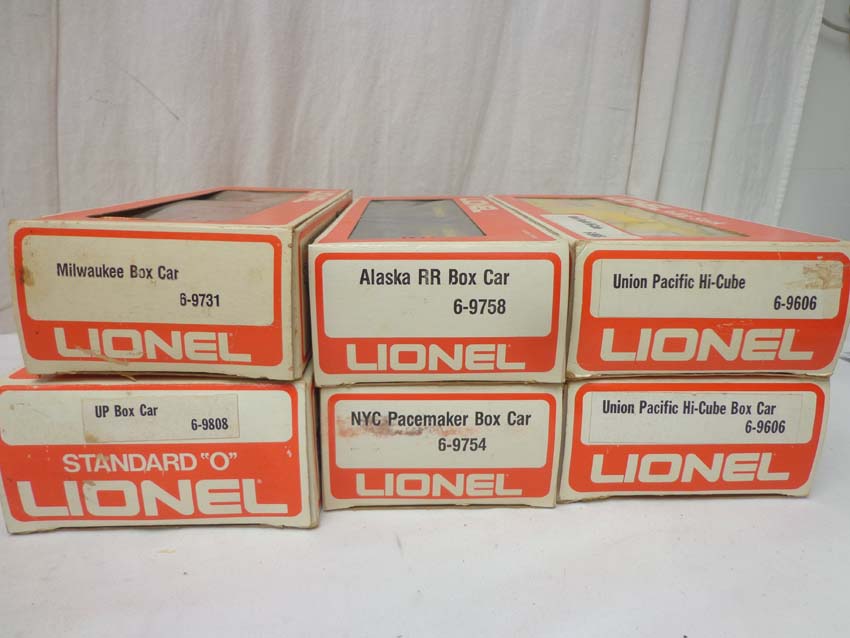 Milwaukee Box Car
6-9731
LIONEL
Alaska RR Box Car
6-9758
LIONEL
LIONEL
Union Pacific Hi-Cube
6-9606
LIONEL
UP Box Car
6-9808
STANDARD "O"
LIONEL
NYC Pacemaker Box Car
6-9754
LIONEL
Union Pacific Hi-Cube Box Car
6-9606
LIONEL